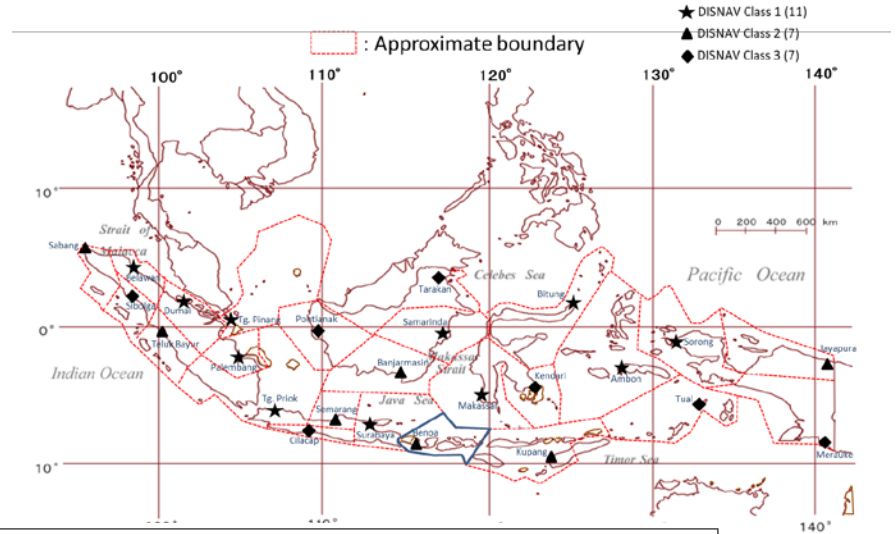 ★ DISNAV Class 1 (11)
▲ DISNAV Class 2 (7)
◆ DISNAV Class 3 (7)
: Approximate boundary
100° 110° 120° 130° 140°
10°
Strait of
Malacca
Sabang
Belawan
Sibolga
Dumai
Tg. Pinang
Pontianak
Tarakan
Celebes Sea
Bitung
Pacific Ocean
0 200 400 600 km
0°
Teluk Bayur
Palembang
Samarinda
Makassar
Strait
Banjarmasin
Kendari
Sorong
Jayapura
Ambon
Indian Ocean
Tg. Priok
Semarang
Java Sea
Makassar
Tual
Cilacap
Surabaya
Benoa
Kupang
Timor Sea
Merauke
10°
140°